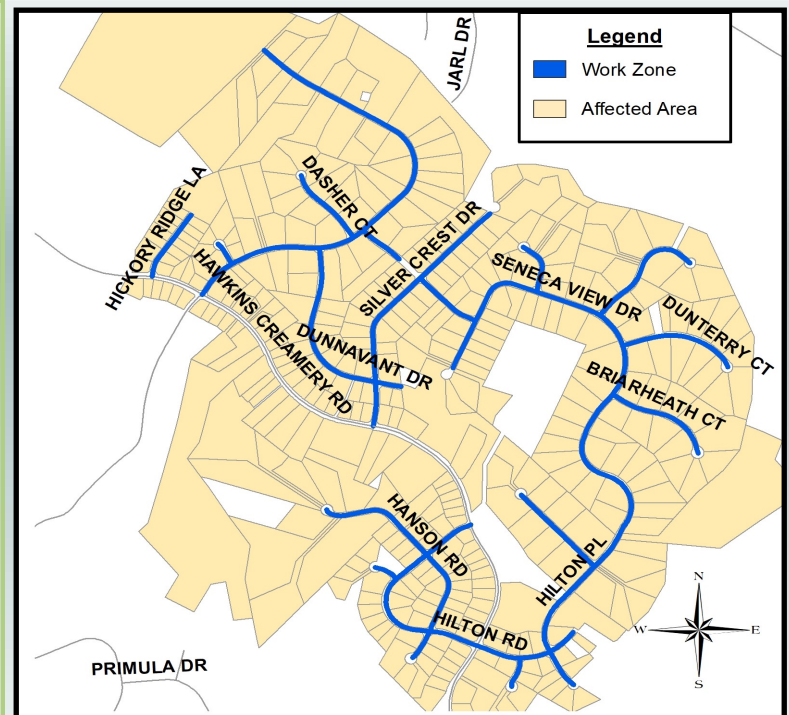 JARL DR
Legend
Work Zone
Affected Area
DASHER CT
HICKORY RIDGE LA
SILVER CREST DR
HAWKINS CREAMERY RD
SENECA VIEW DR
DUNTERRY CT
DUNNAVANT DR
BRIARHEATH CT
HANSON RD
HILTON PL
HILTON RD
N
W
E
S
PRIMULA DR